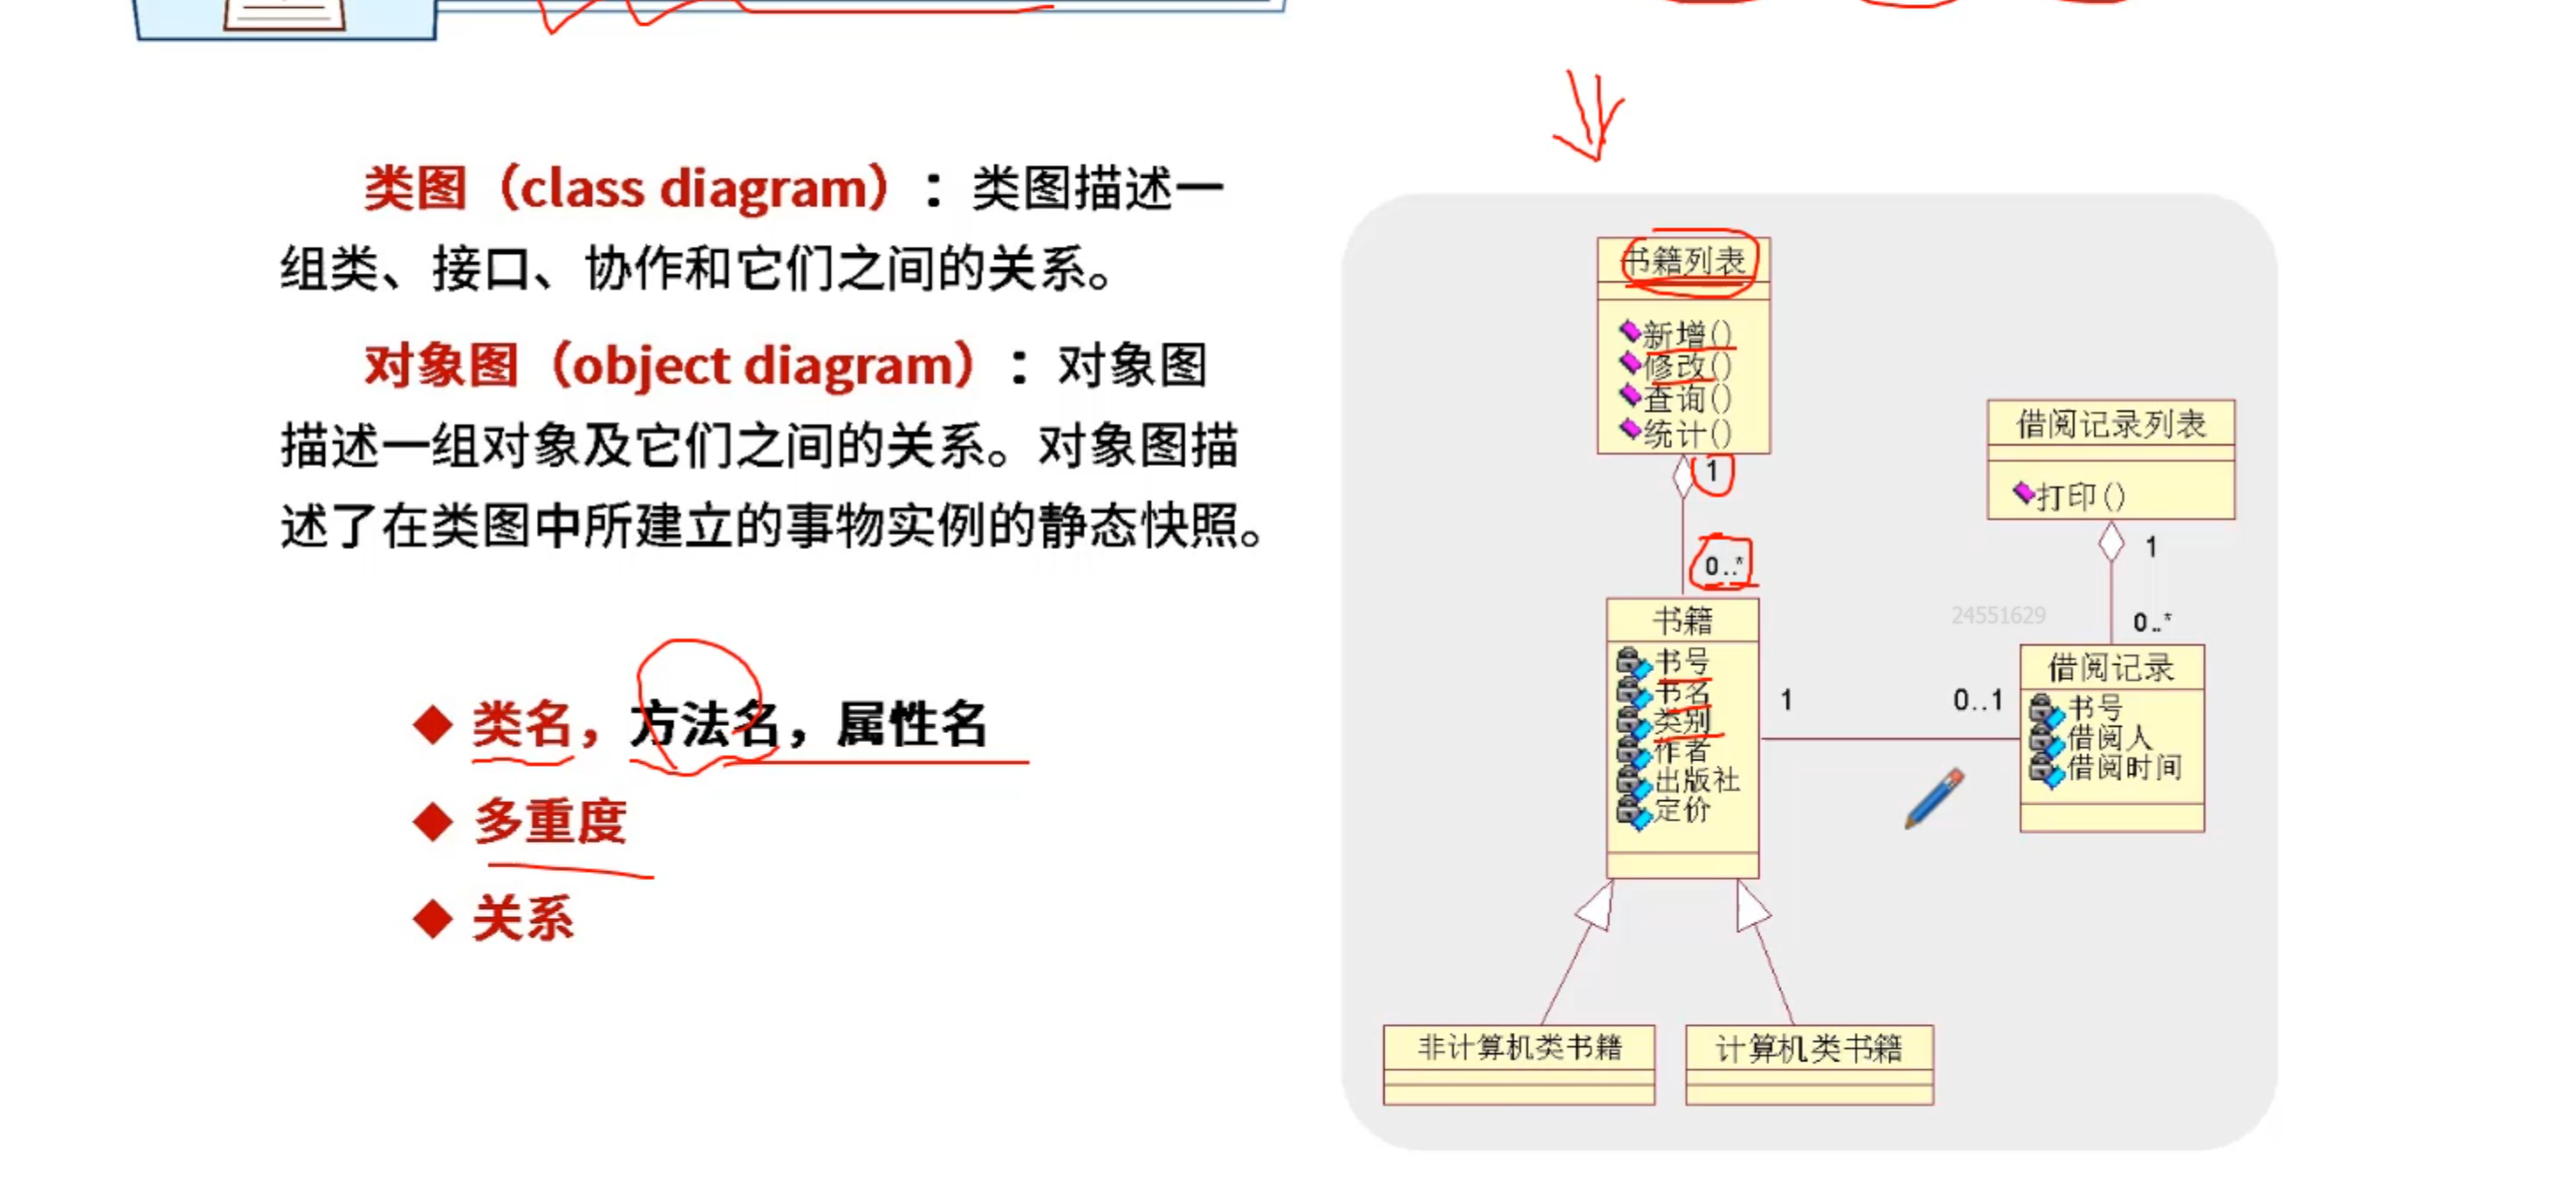 类图（class diagram）：类图描述一
组类、接口、协作和它们之间的关系。
对象图（object diagram）：对象图
描述一组对象及它们之间的关系。对象图描
述了在类图中所建立的事物实例的静态快照。
◆ 类名，方法名，属性名
◆ 多重度
◆ 关系
书籍列表
新增()
修改()
查询()
统计()
1
0..*
借阅记录列表
打印()
1
0..*
24551629
书籍
书号
书名
类别
作者
出版社
定价
1
0..1
借阅记录
书号
借阅人
借阅时间
非计算机类书籍
计算机类书籍